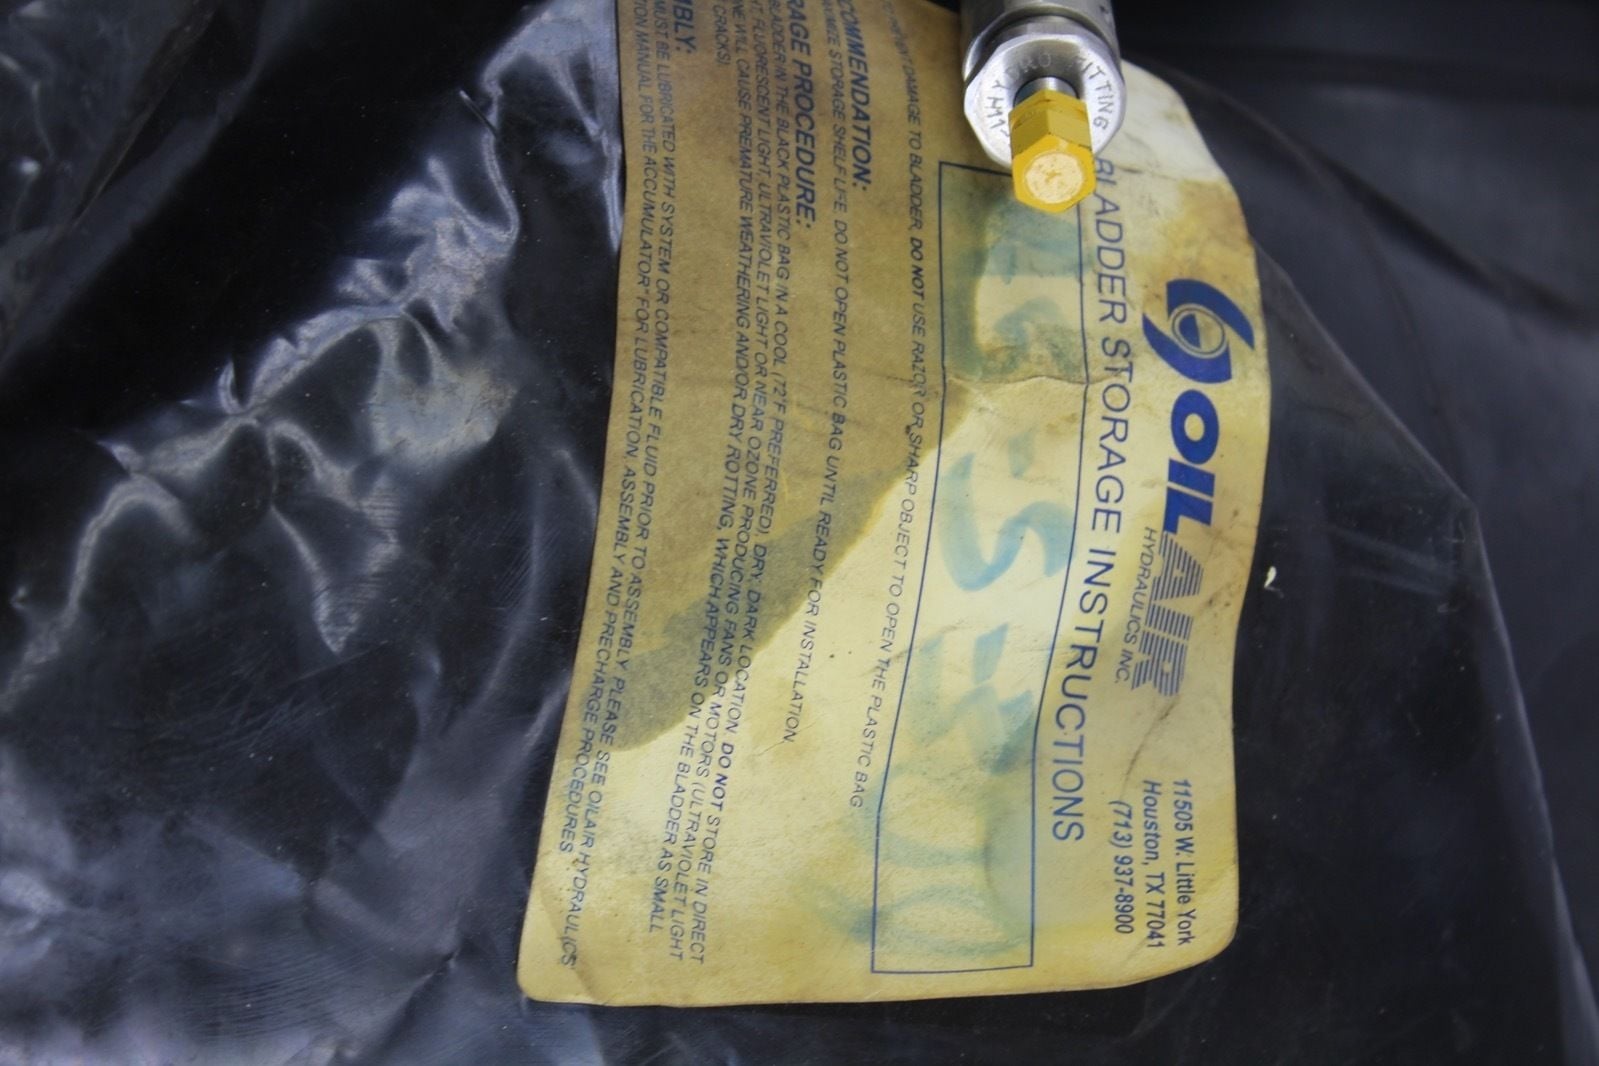 OILAIR
HYDRAULICS INC.
11505 W. Little York
Houston, TX 77041
(713) 937-8900
BLADDER STORAGE INSTRUCTIONS
DAMAGE TO BLADDER, DO NOT USE RAZOR OR SHARP OBJECT TO OPEN THE PLASTIC BAG
COMMENDATION:
STORAGE SHELF LIFE. DO NOT OPEN PLASTIC BAG UNTIL READY FOR INSTALLATION
RAGE PROCEDURE:
BLADDER IN THE BLACK PLASTIC BAG IN A COOL (72°F PREFERRED), DRY, DARK LOCATION. DO NOT STORE IN DIRECT
FLUORESCENT LIGHT, ULTRAVIOLET LIGHT OR NEAR OZONE PRODUCING FANS OR MOTORS (ULTRAVIOLET LIGHT
NE WILL CAUSE PREMATURE WEATHERING AND/OR DRY ROTTING, WHICH APPEARS ON THE BLADDER AS SMALL
CRACKS)
MBLY:
MUST BE LUBRICATED WITH SYSTEM OR COMPATIBLE FLUID PRIOR TO ASSEMBLY. PLEASE SEE OILAIR HYDRAULICS
TION MANUAL FOR THE ACCUMULATOR" FOR LUBRICATION, ASSEMBLY AND PRECHARGE PROCEDURES
FITTING